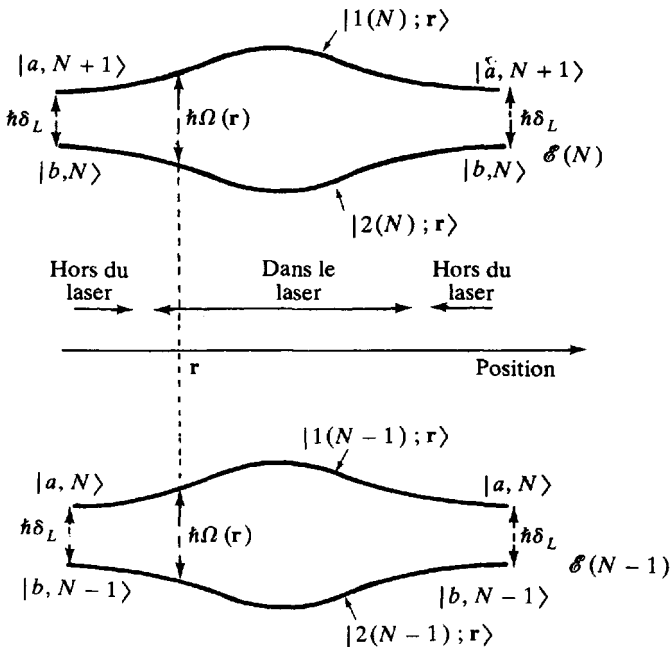 |1(N) ; r⟩
|a, N + 1⟩
|a, N + 1⟩
ħδ_L
ħΩ(r)
ħδ_L
|b,N⟩
|b,N⟩
ℰ(N)
|2(N) ; r⟩
Hors du laser
Dans le laser
Hors du laser
r
Position
|1(N − 1) ; r⟩
|a, N⟩
|a, N⟩
ħδ_L
ħΩ(r)
ħδ_L
ℰ(N − 1)
|b, N − 1⟩
|b, N − 1⟩
|2(N − 1) ; r⟩